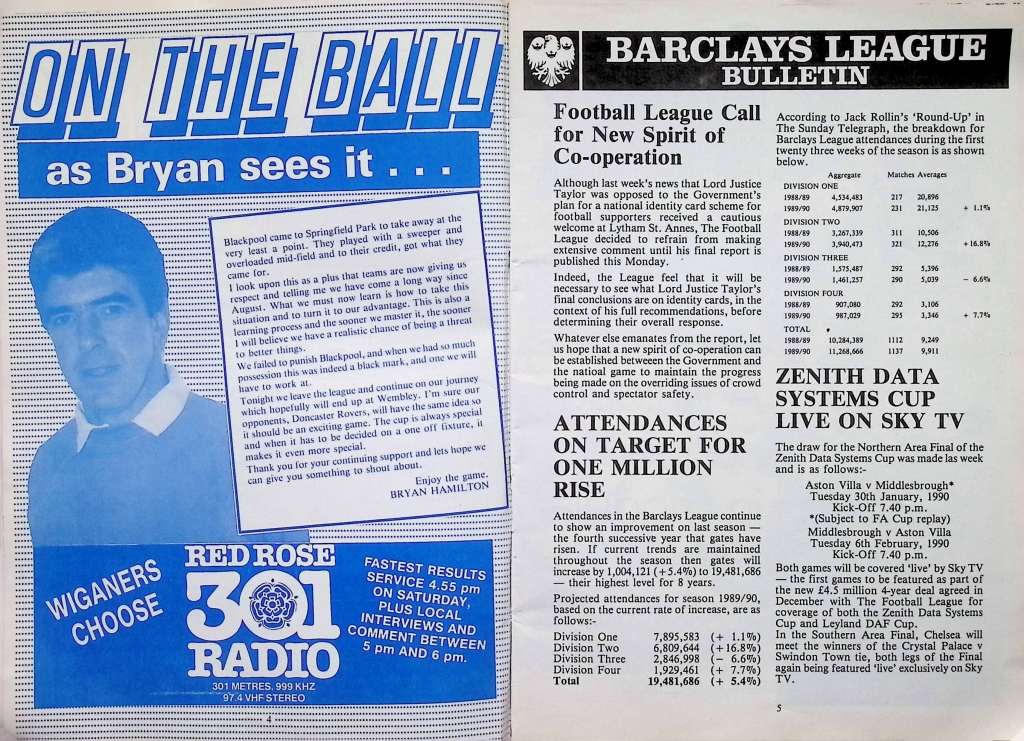 ON THE BALL
as Bryan sees it . . .
Blackpool came to Springfield Park to take away at the
very least a point. They played with a sweeper and
overloaded mid-field and to their credit, got what they
came for.
I look upon this as a plus that teams are now giving us
respect and telling me we have come a long way since
August. What we must now learn is how to take this
situation and to turn it to our advantage. This is also a
learning process and the sooner we master it, the sooner
I will believe we have a realistic chance of being a threat
to better things.
We failed to punish Blackpool, and when we had so much
possession this was indeed a black mark, and one we will
have to work at.
Tonight we leave the league and continue on our journey
which hopefully will end up at Wembley. I'm sure our
opponents, Doncaster Rovers, will have the same idea so
it should be an exciting game. The cup is always special
and when it has to be decided on a one off fixture, it
makes it even more special.
Thank you for your continuing support and lets hope we
can give you something to shout about.
Enjoy the game.
BRYAN HAMILTON
WIGANERS
CHOOSE
RED ROSE
301
RADIO
301 METRES, 999 KHZ
97.4 VHF STEREO
FASTEST RESULTS
SERVICE 4.55 pm
ON SATURDAY,
PLUS LOCAL
INTERVIEWS AND
COMMENT BETWEEN
5 pm AND 6 pm.
4
BARCLAYS LEAGUE
BULLETIN
Football League Call
for New Spirit of
Co-operation
Although last week's news that Lord Justice
Taylor was opposed to the Government's
plan for a national identity card scheme for
football supporters received a cautious
welcome at Lytham St. Annes, The Football
League decided to refrain from making
extensive comment until his final report is
published this Monday.
Indeed, the League feel that it will be
necessary to see what Lord Justice Taylor's
final conclusions are on identity cards, in the
context of his full recommendations, before
determining their overall response.
Whatever else emanates from the report, let
us hope that a new spirit of co-operation can
be established between the Government and
the natioal game to maintain the progress
being made on the overriding issues of crowd
control and spectator safety.
ATTENDANCES
ON TARGET FOR
ONE MILLION
RISE
Attendances in the Barclays League continue
to show an improvement on last season —
the fourth successive year that gates have
risen. If current trends are maintained
throughout the season then gates will
increase by 1,004,121 (+5.4%) to 19,481,686
— their highest level for 8 years.
Projected attendances for season 1989/90,
based on the current rate of increase, are as
follows:-
Division One 7,895,583 (+ 1.1%)
Division Two 6,809,644 (+16.8%)
Division Three 2,846,998 (– 6.6%)
Division Four 1,929,461 (+ 7.7%)
Total 19,481,686 (+ 5.4%)
According to Jack Rollin's 'Round-Up' in
The Sunday Telegraph, the breakdown for
Barclays League attendances during the first
twenty three weeks of the season is as shown
below.
Aggregate Matches Averages
DIVISION ONE
1988/89 4,534,483 217 20,896
1989/90 4,879,907 231 21,125 + 1.1%
DIVISION TWO
1988/89 3,267,339 311 10,506
1989/90 3,940,473 321 12,276 +16.8%
DIVISION THREE
1988/89 1,575,487 292 5,396
1989/90 1,461,257 290 5,039 – 6.6%
DIVISION FOUR
1988/89 907,080 292 3,106
1989/90 987,029 295 3,346 + 7.7%
TOTAL
1988/89 10,284,389 1112 9,249
1989/90 11,268,666 1137 9,911
ZENITH DATA
SYSTEMS CUP
LIVE ON SKY TV
The draw for the Northern Area Final of the
Zenith Data Systems Cup was made las week
and is as follows:-
Aston Villa v Middlesbrough*
Tuesday 30th January, 1990
Kick-Off 7.40 p.m.
*(Subject to FA Cup replay)
Middlesbrough v Aston Villa
Tuesday 6th February, 1990
Kick-Off 7.40 p.m.
Both games will be covered 'live' by Sky TV
— the first games to be featured as part of
the new £4.5 million 4-year deal agreed in
December with The Football League for
coverage of both the Zenith Data Systems
Cup and Leyland DAF Cup.
In the Southern Area Final, Chelsea will
meet the winners of the Crystal Palace v
Swindon Town tie, both legs of the Final
again being featured 'live' exclusively on Sky
TV.
5